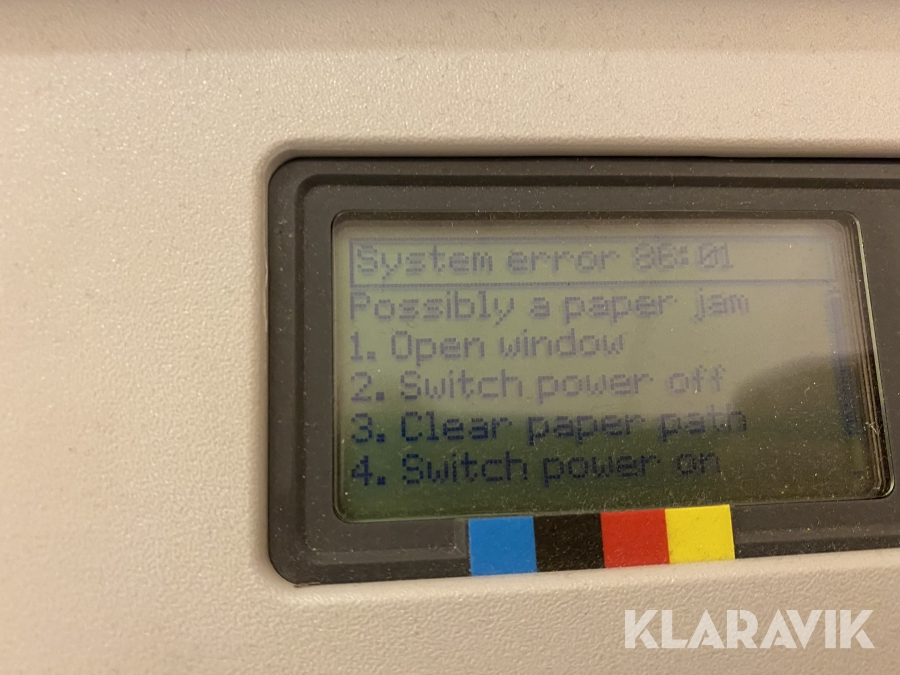 System error 86:01
Possibly a paper jam
1. Open window
2. Switch power off
3. Clear paper path
4. Switch power on
KLARAVIK